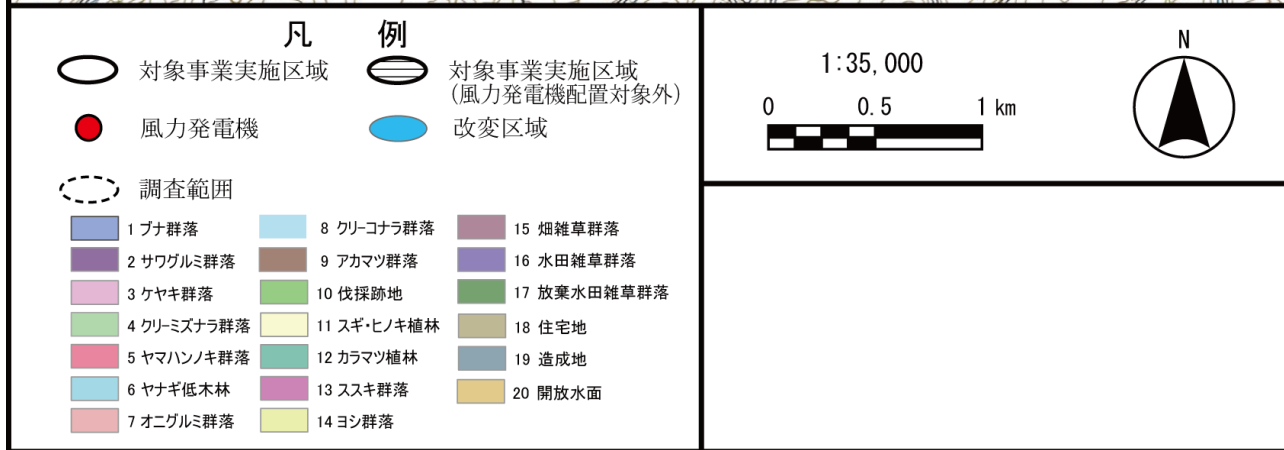 凡 例
対象事業実施区域
対象事業実施区域
(風力発電機配置対象外)
風力発電機
改変区域
調査範囲
1 ブナ群落
2 サワグルミ群落
3 ケヤキ群落
4 クリーミズナラ群落
5 ヤマハンノキ群落
6 ヤナギ低木林
7 オニグルミ群落
8 クリーコナラ群落
9 アカマツ群落
10 伐採跡地
11 スギ・ヒノキ植林
12 カラマツ植林
13 ススキ群落
14 ヨシ群落
15 畑雑草群落
16 水田雑草群落
17 放棄水田雑草群落
18 住宅地
19 造成地
20 開放水面
1:35,000
0 0.5 1 km
N